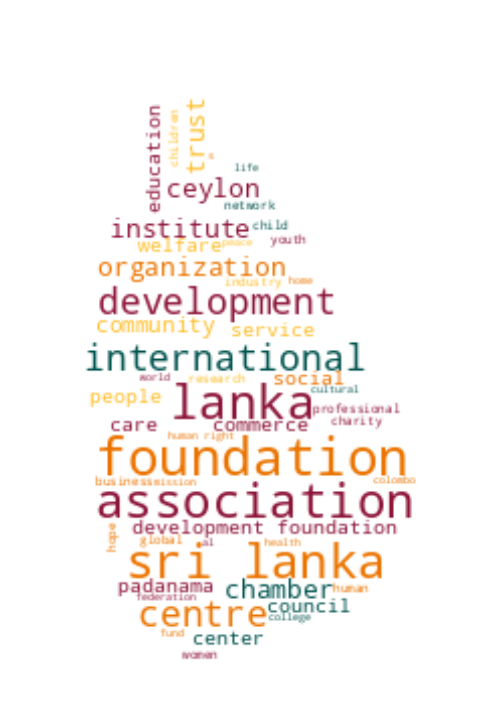 education
children
trust
a
life
ceylon
network
institute
child
welfare
peace
youth
organization
industry
home
development
community
service
international
world
research
social
cultural
people
lanka
professional
care
commerce
charity
human right
foundation
business
mission
colombo
association
hope
development foundation
global
al
health
sri lanka
padanama
chamber
human
federation
centre
council
college
fund
center
women